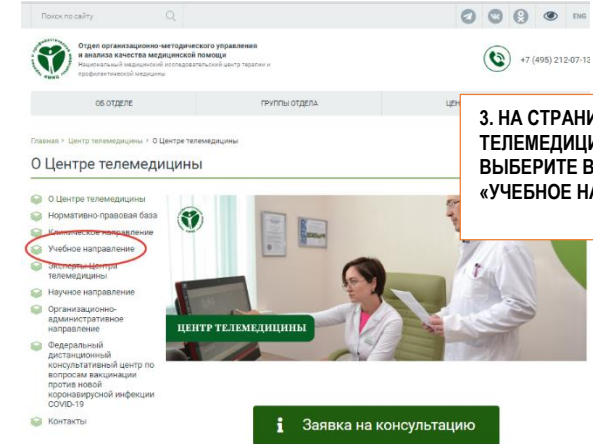 Поиск по сайту
ENG
Отдел организационно-методического управления
и анализа качества медицинской помощи
Национальный медицинский исследовательский центр терапии и
профилактической медицины
+7 (495) 212-07-13
ОБ ОТДЕЛЕ
ГРУППЫ ОТДЕЛА
ЦЕН
3. НА СТРАНИ
ТЕЛЕМЕДИЦИ
ВЫБЕРИТЕ В
«УЧЕБНОЕ НА
Главная
Центр телемедицины
О Центре телемедицины
О Центре телемедицины
О Центре телемедицины
Нормативно-правовая база
Клиническое направление
Учебное направление
Эксперты Центра
телемедицины
Научное направление
Организационно-
административное
направление
Федеральный
дистанционный
консультативный центр по
вопросам вакцинации
против новой
коронавирусной инфекции
COVID-19
Контакты
ЦЕНТР ТЕЛЕМЕДИЦИНЫ
Заявка на консультацию